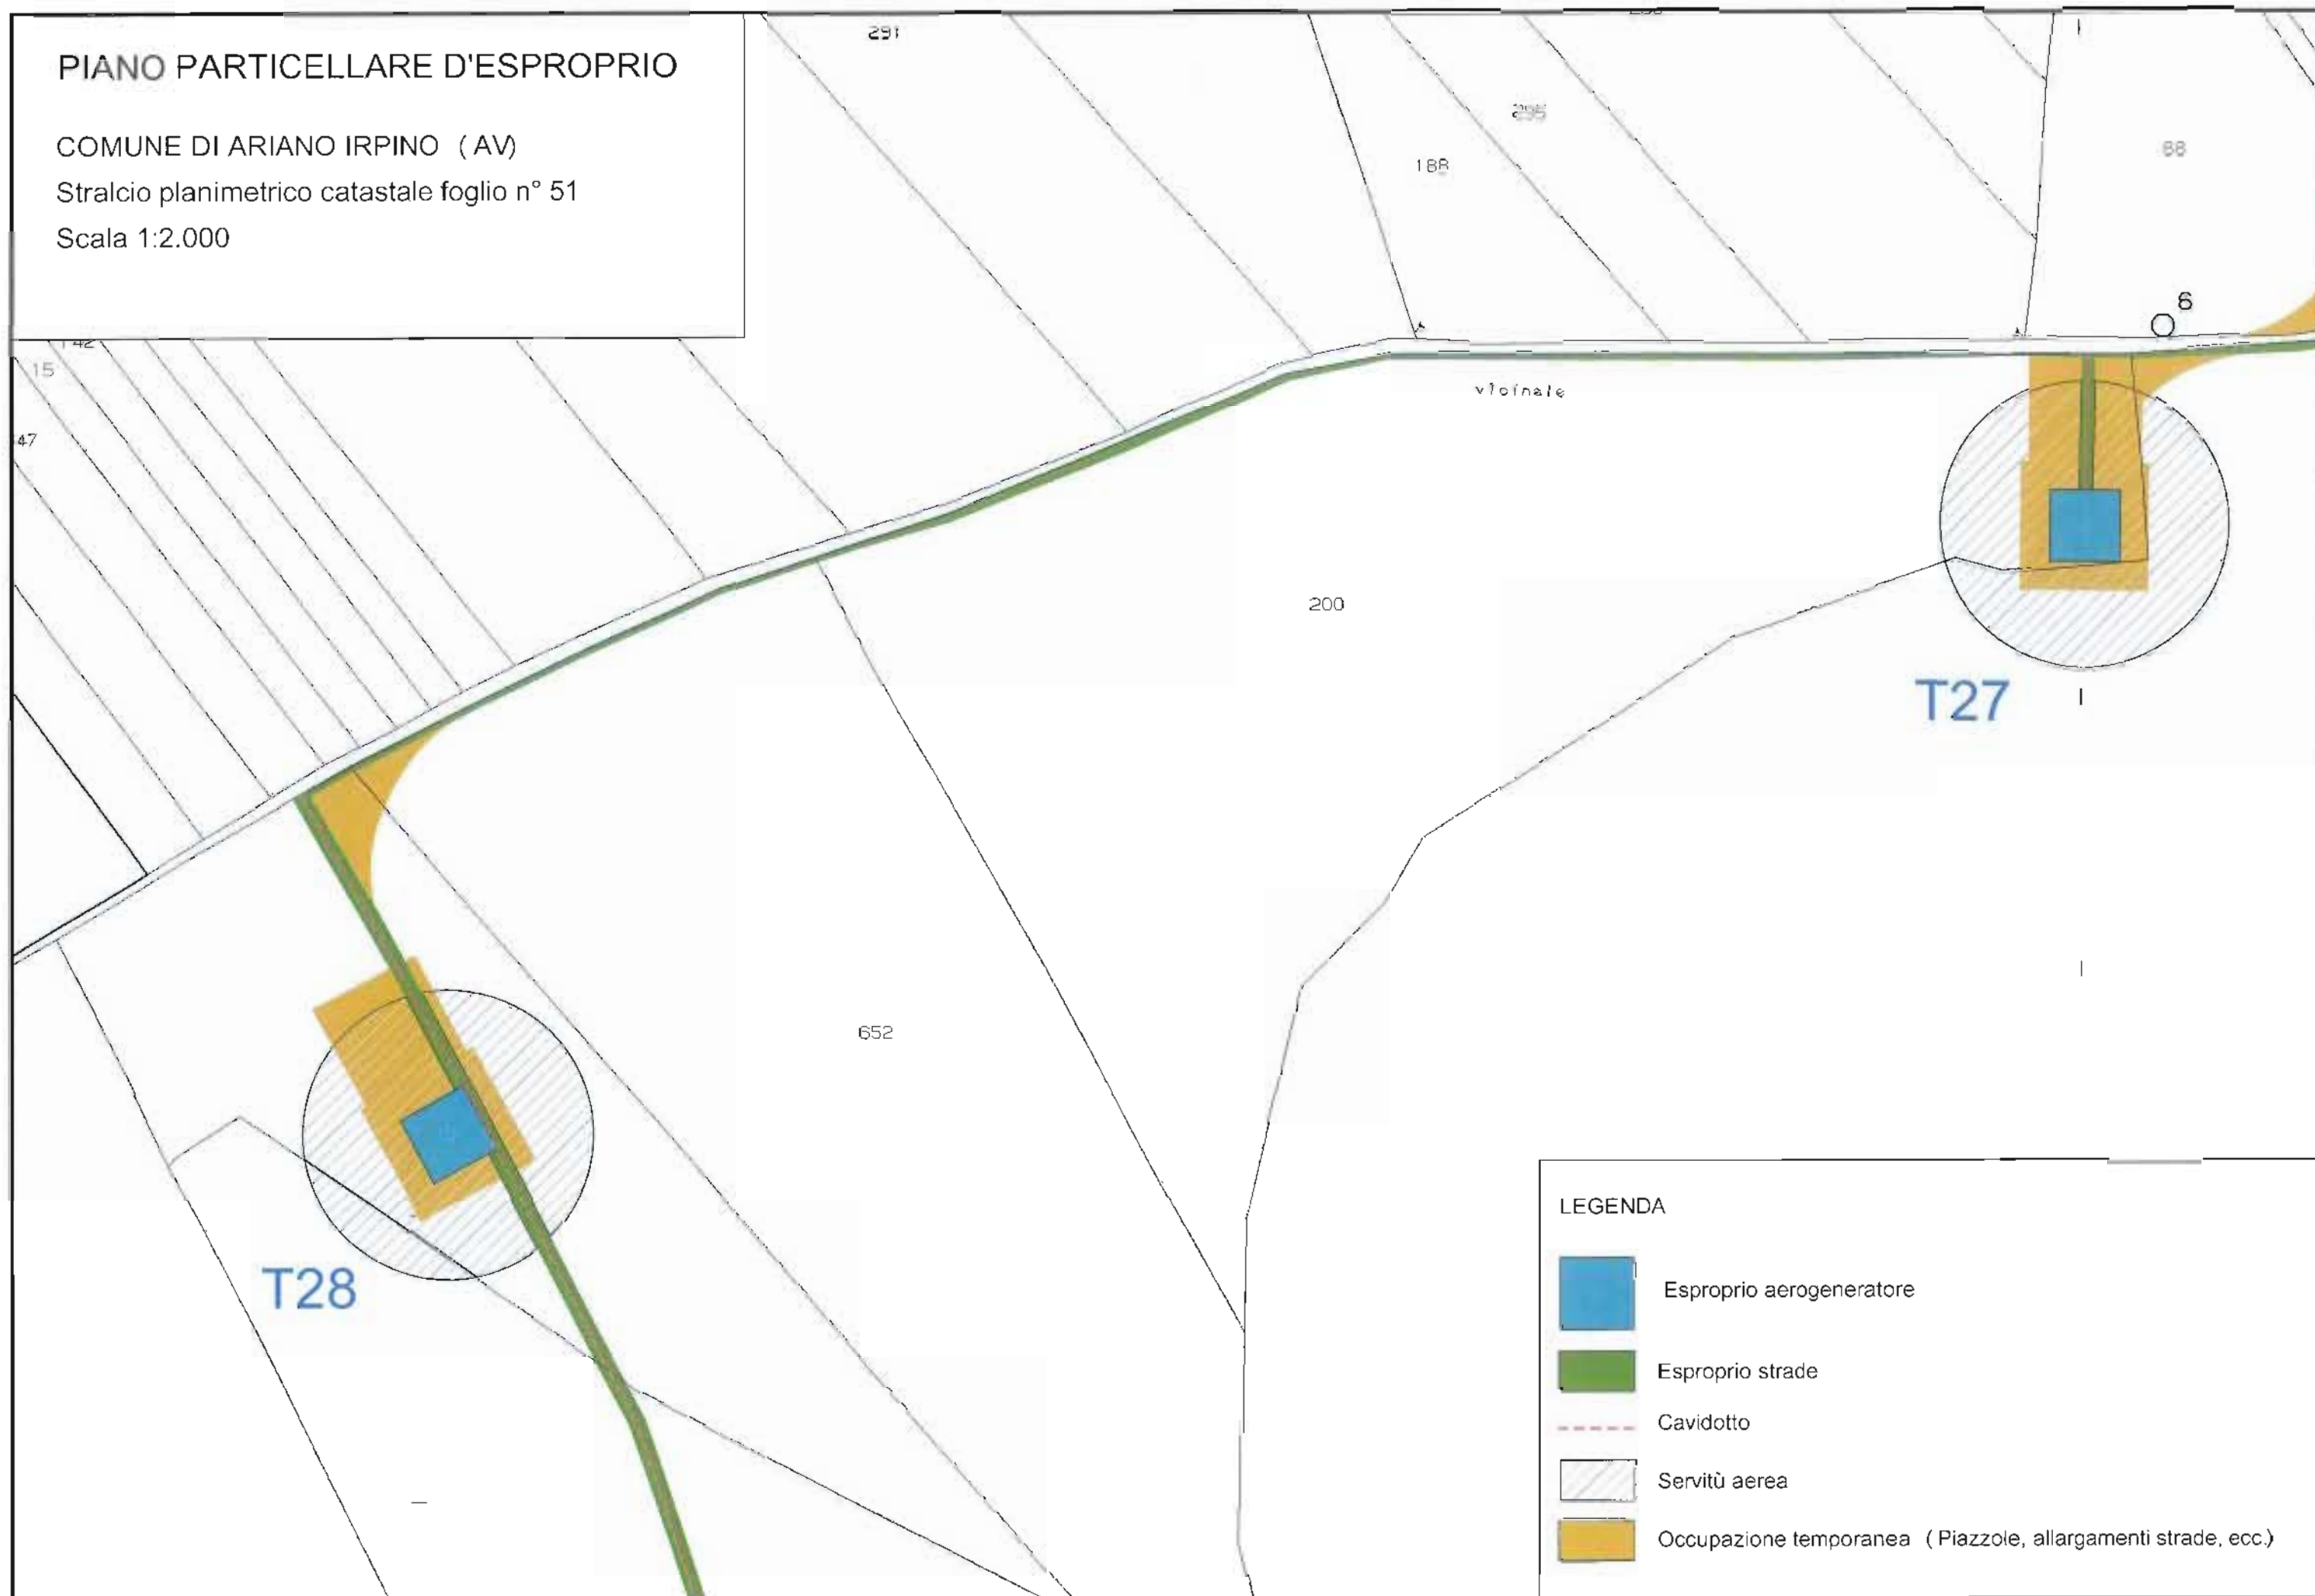 PIANO PARTICELLARE D'ESPROPRIO
COMUNE DI ARIANO IRPINO ( AV)
Stralcio planimetrico catastale foglio n° 51
Scala 1:2.000
291
295
188
88
6
15
47
vicinale
200
T27
652
T28
LEGENDA
Esproprio aerogeneratore
Esproprio strade
Cavidotto
Servitù aerea
Occupazione temporanea ( Piazzole, allargamenti strade, ecc.)